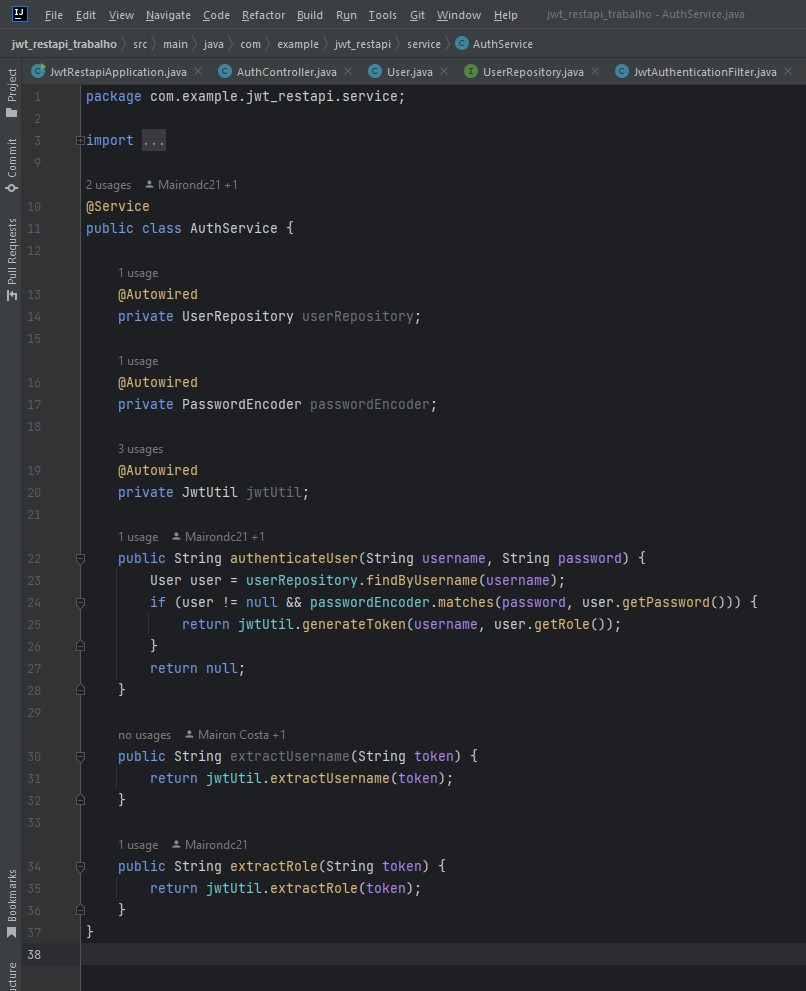 File Edit View Navigate Code Refactor Build Run Tools Git Window Help jwt_restapi_trabalho - AuthService.java
jwt_restapi_trabalho src main java com example jwt_restapi service AuthService
JwtRestapiApplication.java AuthController.java User.java UserRepository.java JwtAuthenticationFilter.java
Project
Commit
Pull Requests
Bookmarks
ucture
1 package com.example.jwt_restapi.service;
2
3 import ...
9
2 usages Mairondc21 +1
10 @Service
11 public class AuthService {
12
1 usage
13 @Autowired
14 private UserRepository userRepository;
15
1 usage
16 @Autowired
17 private PasswordEncoder passwordEncoder;
18
3 usages
19 @Autowired
20 private JwtUtil jwtUtil;
21
1 usage Mairondc21 +1
22 public String authenticateUser(String username, String password) {
23 User user = userRepository.findByUsername(username);
24 if (user != null && passwordEncoder.matches(password, user.getPassword())) {
25 return jwtUtil.generateToken(username, user.getRole());
26 }
27 return null;
28 }
29
no usages Mairon Costa +1
30 public String extractUsername(String token) {
31 return jwtUtil.extractUsername(token);
32 }
33
1 usage Mairondc21
34 public String extractRole(String token) {
35 return jwtUtil.extractRole(token);
36 }
37 }
38